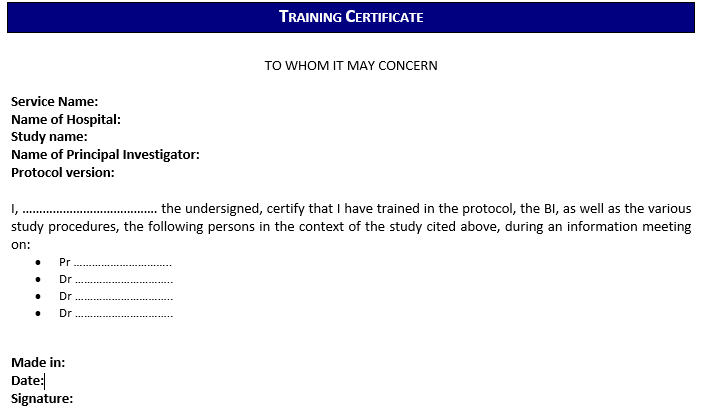 TRAINING CERTIFICATE
TO WHOM IT MAY CONCERN
Service Name:
Name of Hospital:
Study name:
Name of Principal Investigator:
Protocol version:
I, ………………………………… the undersigned, certify that I have trained in the protocol, the BI, as well as the various
study procedures, the following persons in the context of the study cited above, during an information meeting
on:
• Pr …………………………..
• Dr …………………………..
• Dr …………………………..
• Dr …………………………..
Made in:
Date:
Signature: